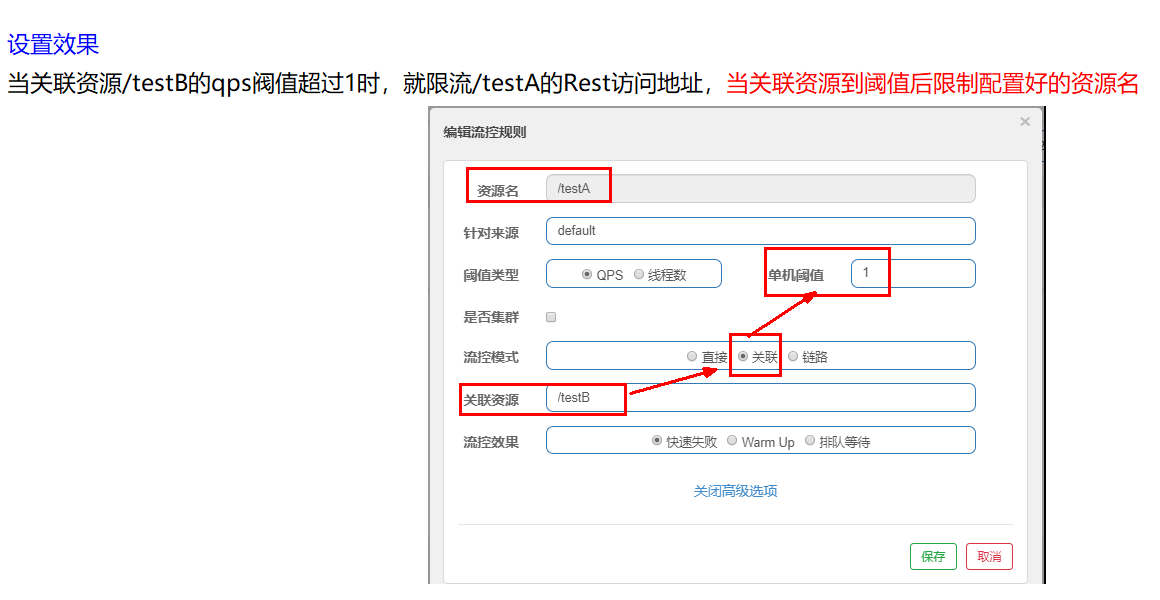 设置效果
当关联资源/testB的qps阀值超过1时，就限流/testA的Rest访问地址，当关联资源到阈值后限制配置好的资源名
编辑流控规则 ×
资源名 /testA
针对来源 default
阈值类型 QPS 线程数 单机阈值 1
是否集群
流控模式 直接 关联 链路
关联资源 /testB
流控效果 快速失败 Warm Up 排队等待
关闭高级选项
保存 取消